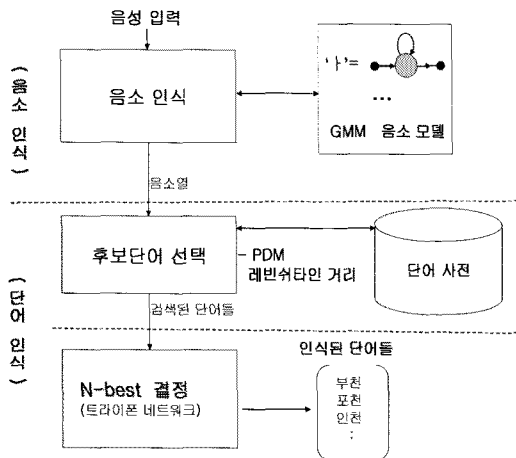 음성 입력
음소 인식
'ㅏ'=
...
GMM 음소 모델
(음소 인식)
음소열
후보단어 선택
- PDM
레빈쉬타인 거리
단어 사전
(단어 인식)
검색된 단어들
N-best 결정
(트라이폰 네트워크)
인식된 단어들
부천
포천
인천
: